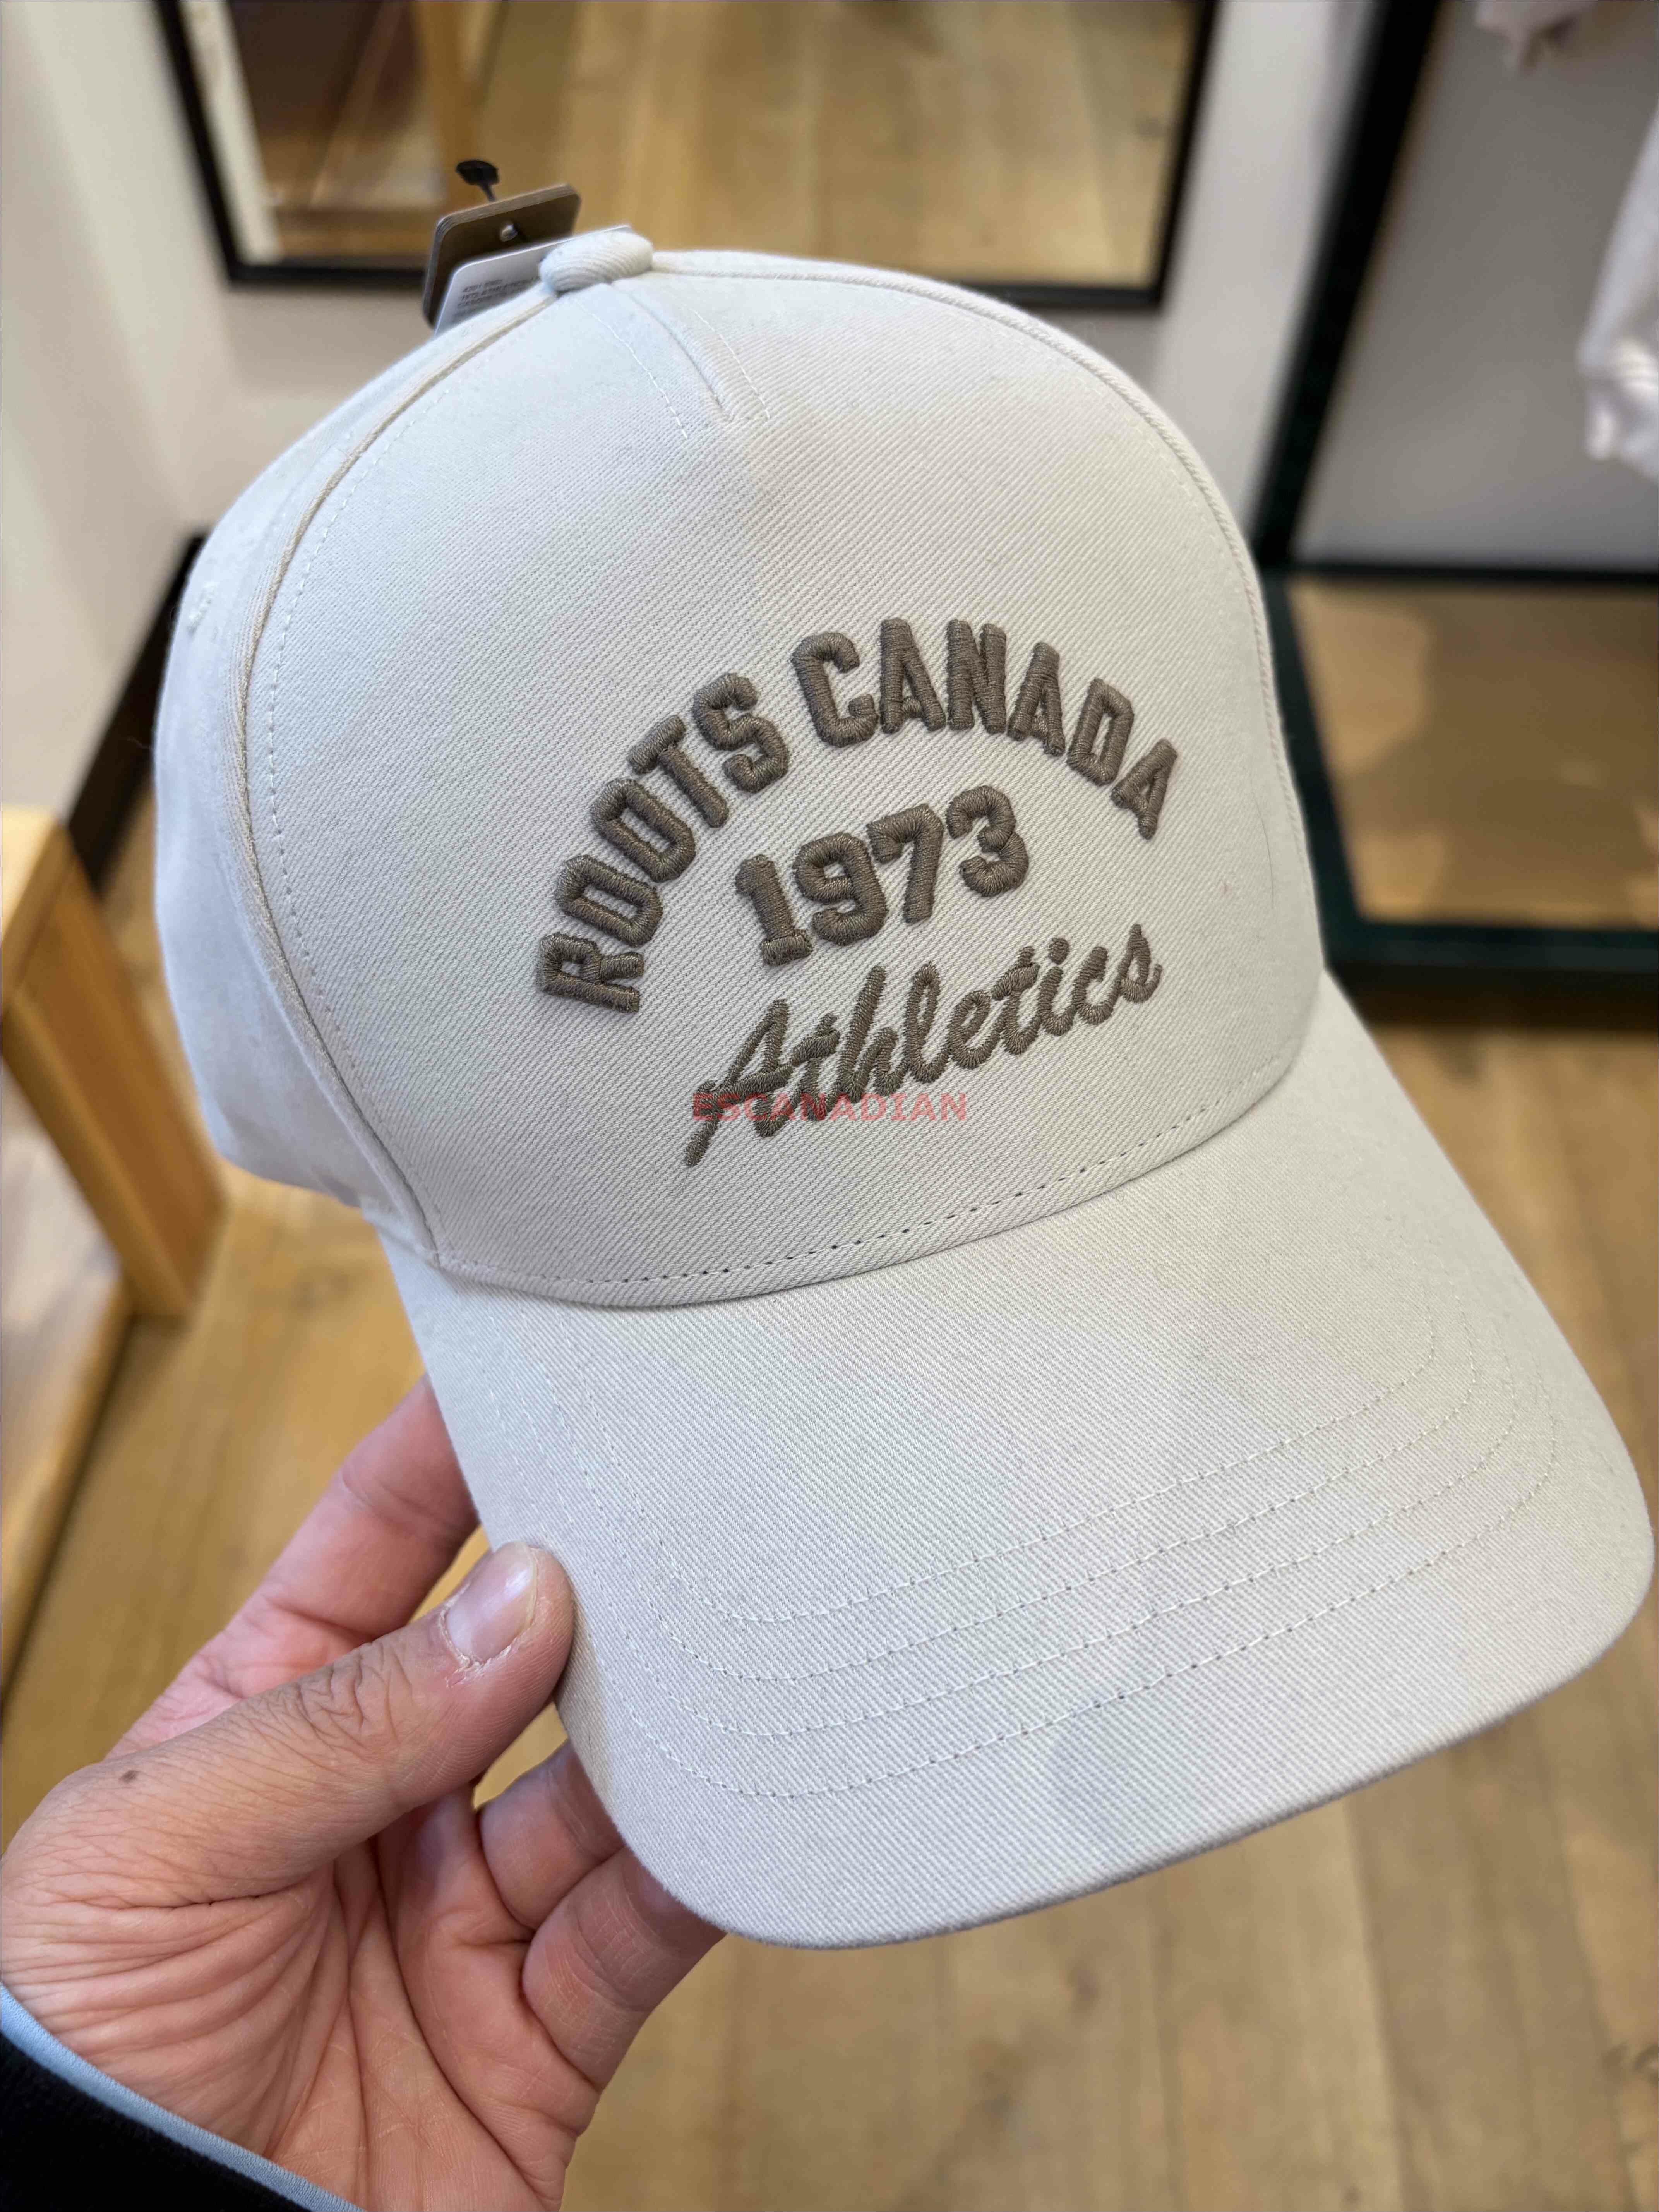 ROOTS CANADA
1973
Athletics
ESCANADIAN